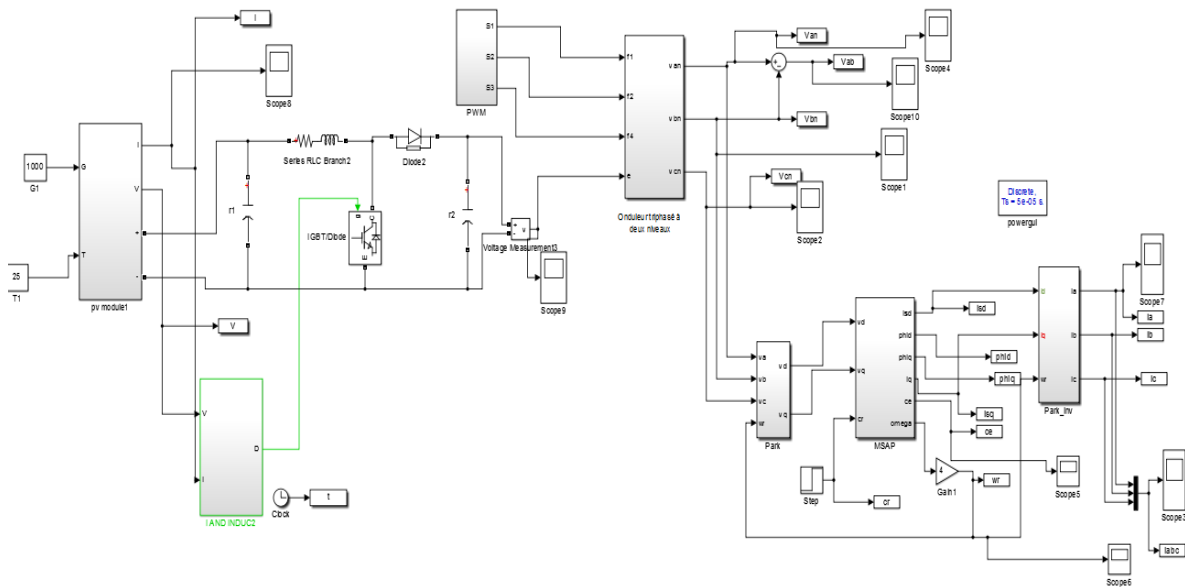 I
Scope8
1000
G1
G
I
V
+
-
T
25
T1
pv module1
V
r1
Series RLC Branch2
g
C
E
IGBT/Diode
Diode2
r2
+
-
v
Voltage Measurement3
Scope9
V
I
D
I AND INDUC2
Clock
t
S1
S2
S3
PWM
f1
f2
f4
e
van
vbn
vcn
Onduleur triphasé à
deux niveaux
Van
Scope4
Vab
Scope10
Vbn
Scope1
Vcn
Scope2
Discrete,
Ts = 5e-05 s.
powergui
va
vb
vc
wr
vd
vq
Park
vd
vq
cr
Isd
phid
phiq
Iq
ce
omega
MSAP
Step
cr
4
Gain1
wr
Isd
phid
phiq
Isq
ce
Scope5
Scope6
Iq
wr
Ia
Ib
Ic
Park_inv
Scope7
Ia
Ib
Ic
Scope3
Iabc